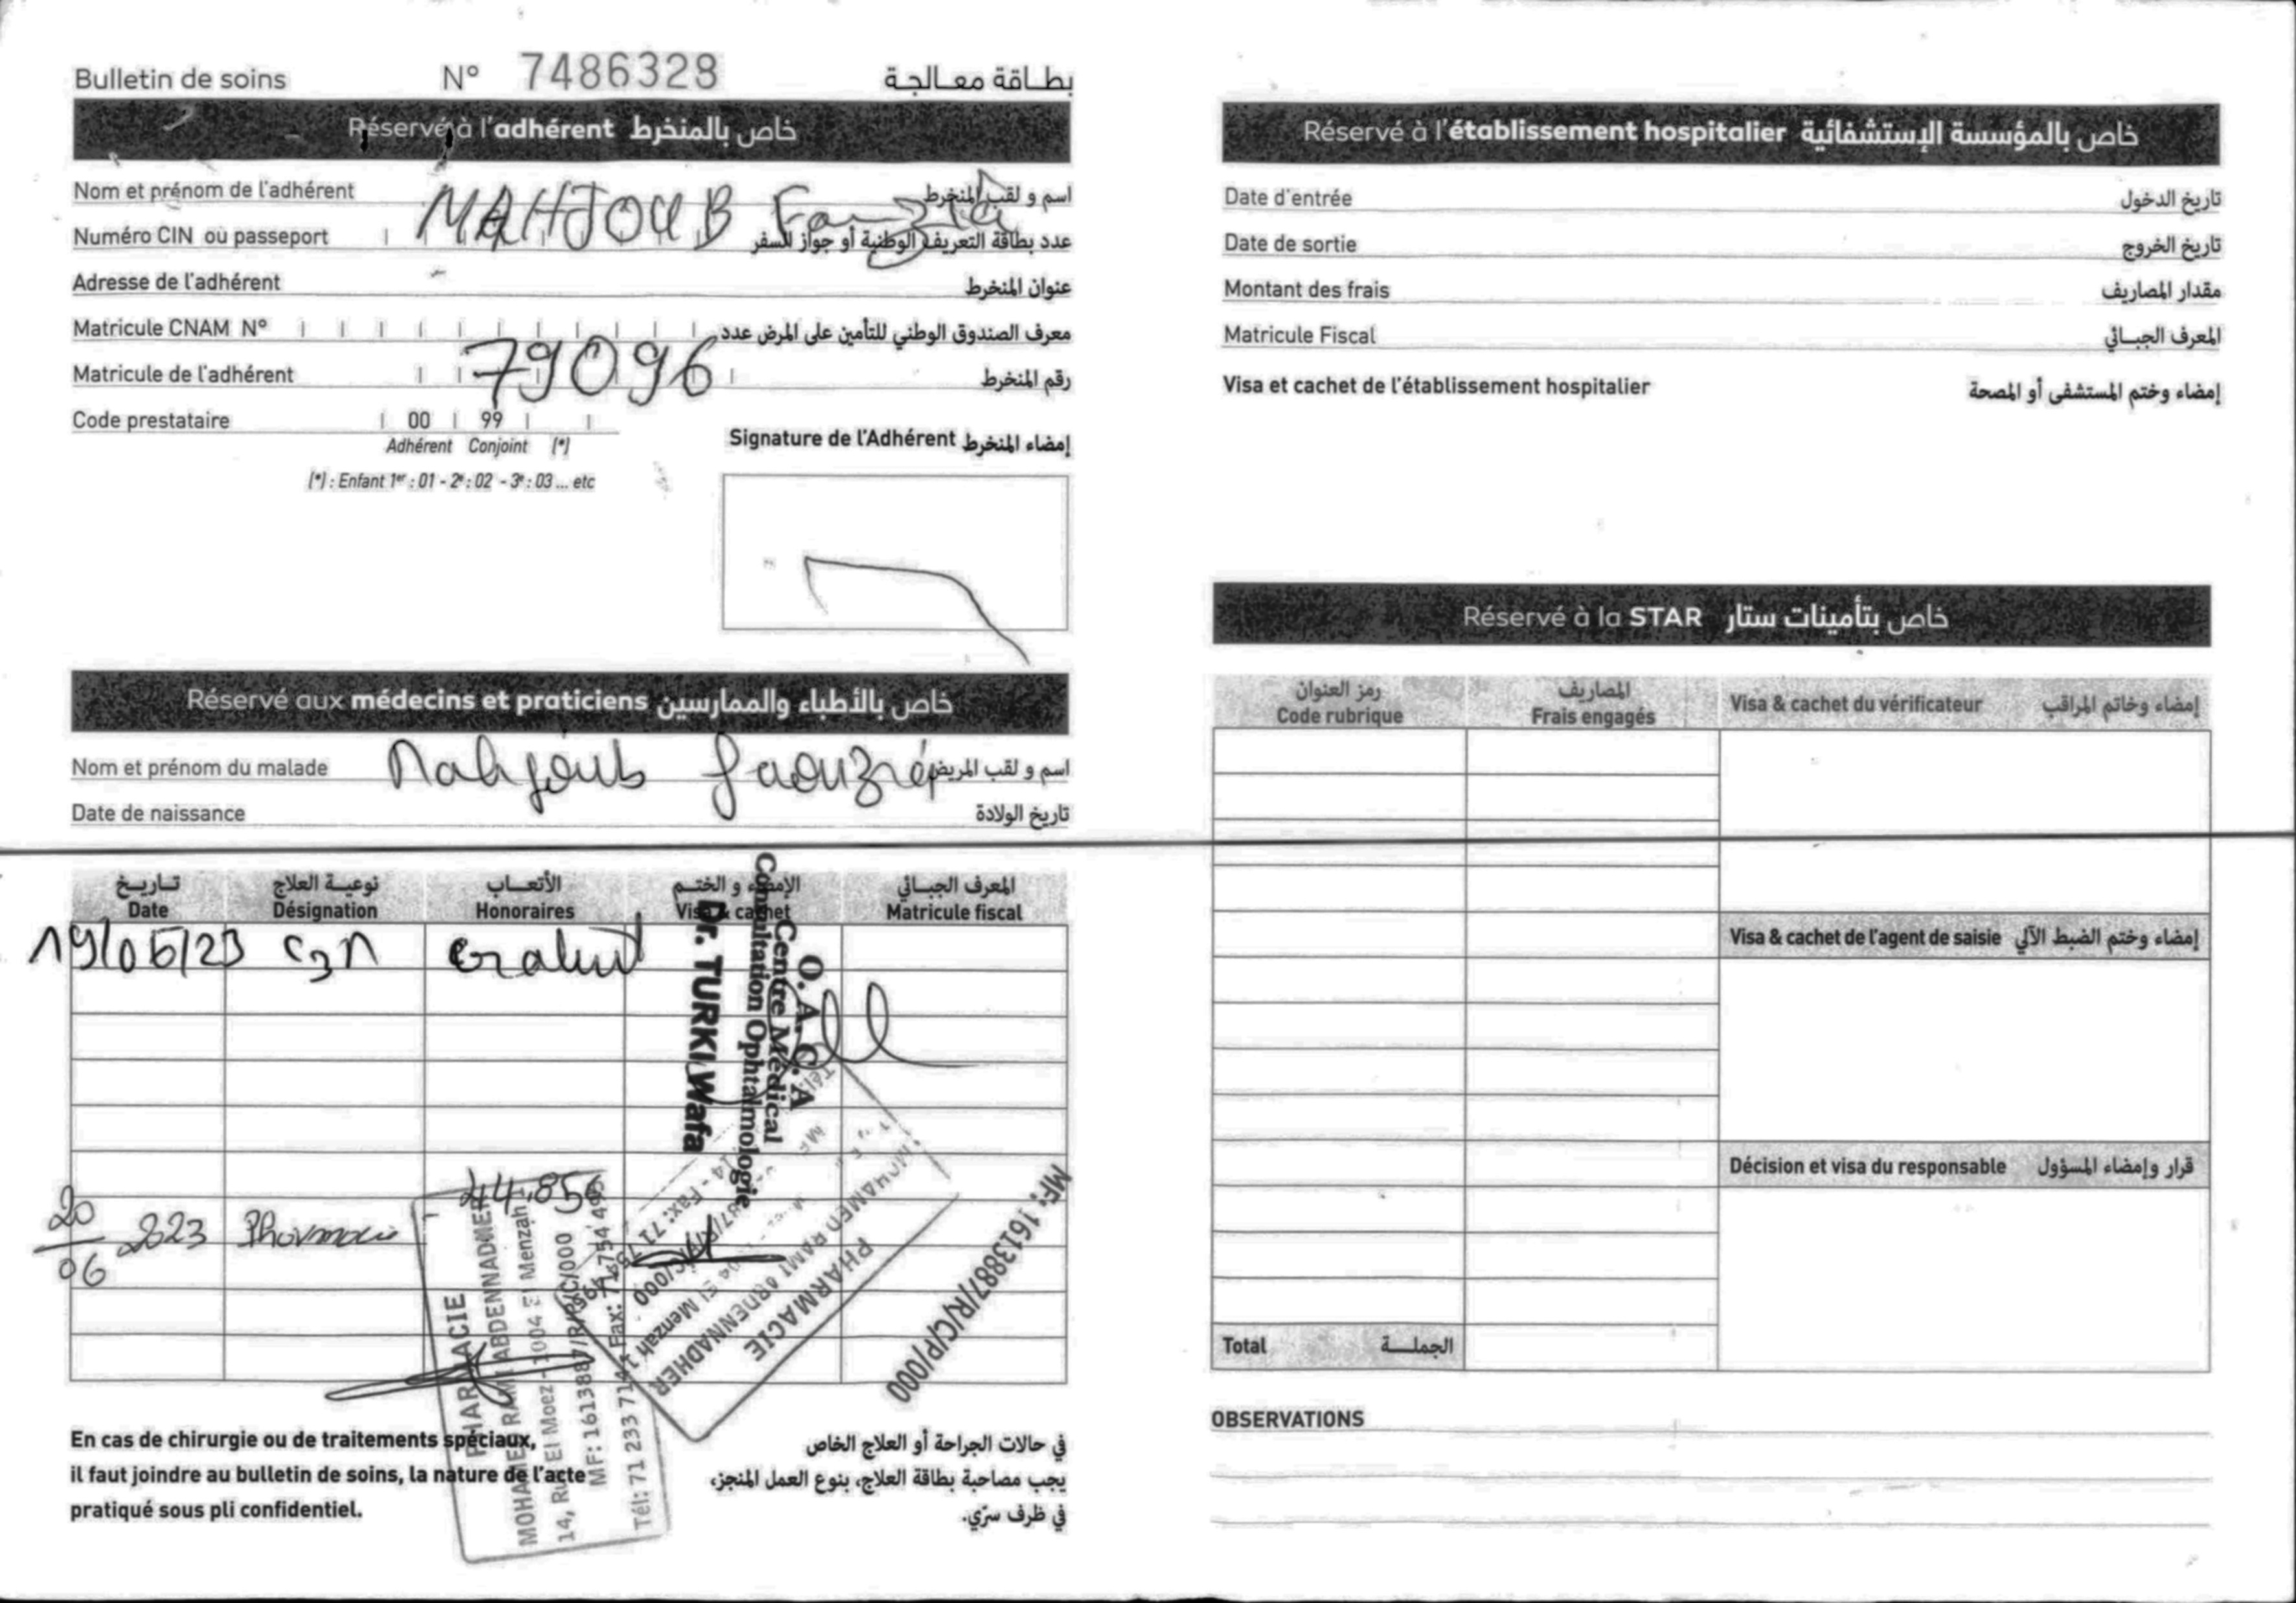 Bulletin de soins N° 7486328 بطاقة معالجة
Réservé à l'adhérent خاص بالمنخرط
Nom et prénom de l'adhérent MAHJOUB Fauzia اسم و لقب المنخرط
Numéro CIN ou passeport عدد بطاقة التعريف الوطنية أو جواز السفر
Adresse de l'adhérent عنوان المنخرط
Matricule CNAM N° معرف الصندوق الوطني للتأمين على المرض عدد
Matricule de l'adhérent 79096 رقم المنخرط
Code prestataire 00 99
Adhérent Conjoint (*)
(*) : Enfant 1er : 01 - 2e : 02 - 3e : 03 ... etc
Signature de l'Adhérent إمضاء المنخرط
Réservé aux médecins et praticiens خاص بالأطباء والممارسين
Nom et prénom du malade Mahjoub faouzia اسم و لقب المريض
Date de naissance تاريخ الولادة
تاريخ نوعية العلاج الأتعاب الإمضاء و الختم المعرف الجبائي
Date Désignation Honoraires Visa & cachet Matricule fiscal
19/06/23 Gratuit
O. A. C. A
Centre Médical
Consultation Ophtalmologie
Dr. TURKI Wafa
20/06 2023 Pharmacie 44,856
PHARMACIE
MOHAMED RAMI ABDENNADHER
14, Rue El Moez - 1004 El Menzah 1
MF: 1613887/R/P/C/000
Tél: 71 233 714 - Fax: 71 754 495
PHARMACIE
MOHAMED RAMI ABDENNADHER
MF: 1613887/R/C/P/000
En cas de chirurgie ou de traitements spéciaux,
il faut joindre au bulletin de soins, la nature de l'acte
pratiqué sous pli confidentiel.
في حالات الجراحة أو العلاج الخاص
يجب مصاحبة بطاقة العلاج، بنوع العمل المنجز،
في ظرف سرّي.
Réservé à l'établissement hospitalier خاص بالمؤسسة الإستشفائية
Date d'entrée تاريخ الدخول
Date de sortie تاريخ الخروج
Montant des frais مقدار المصاريف
Matricule Fiscal المعرف الجبائي
Visa et cachet de l'établissement hospitalier إمضاء وختم المستشفى أو المصحة
Réservé à la STAR خاص بتأمينات ستار
رمز العنوان المصاريف
Code rubrique Frais engagés Visa & cachet du vérificateur إمضاء وخاتم المراقب
Visa & cachet de l'agent de saisie إمضاء وختم الضبط الآلي
Décision et visa du responsable قرار وإمضاء المسؤول
Total الجملة
OBSERVATIONS